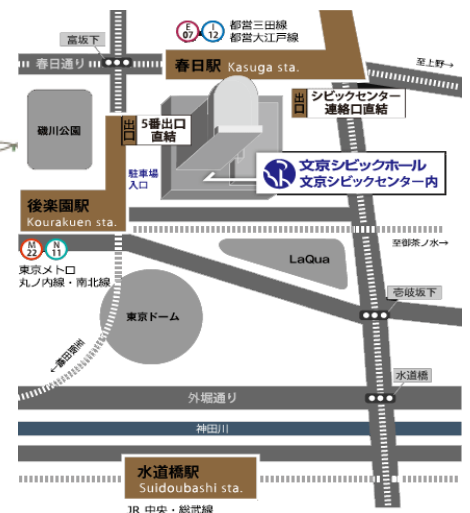 E 07
I 12
都営三田線
都営大江戸線
富坂下
春日通り
春日駅 Kasuga sta.
至上野→
出口
シビックセンター
連絡口直結
礫川公園
出口
5番出口
直結
駐車場
入口
文京シビックホール
文京シビックセンター内
後楽園駅
Kourakuen sta.
M 22
N 11
東京メトロ
丸ノ内線・南北線
至御茶ノ水→
LaQua
壱岐坂下
東京ドーム
至飯田橋→
水道橋
外堀通り
神田川
水道橋駅
Suidoubashi sta.
JR 中央・総武線